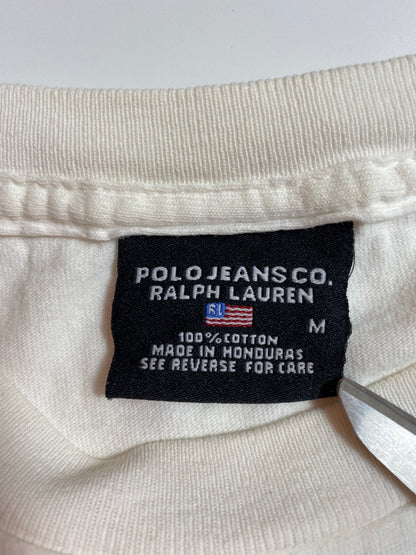 POLO JEANS CO.
RALPH LAUREN
RL
M
100% COTTON
MADE IN HONDURAS
SEE REVERSE FOR CARE